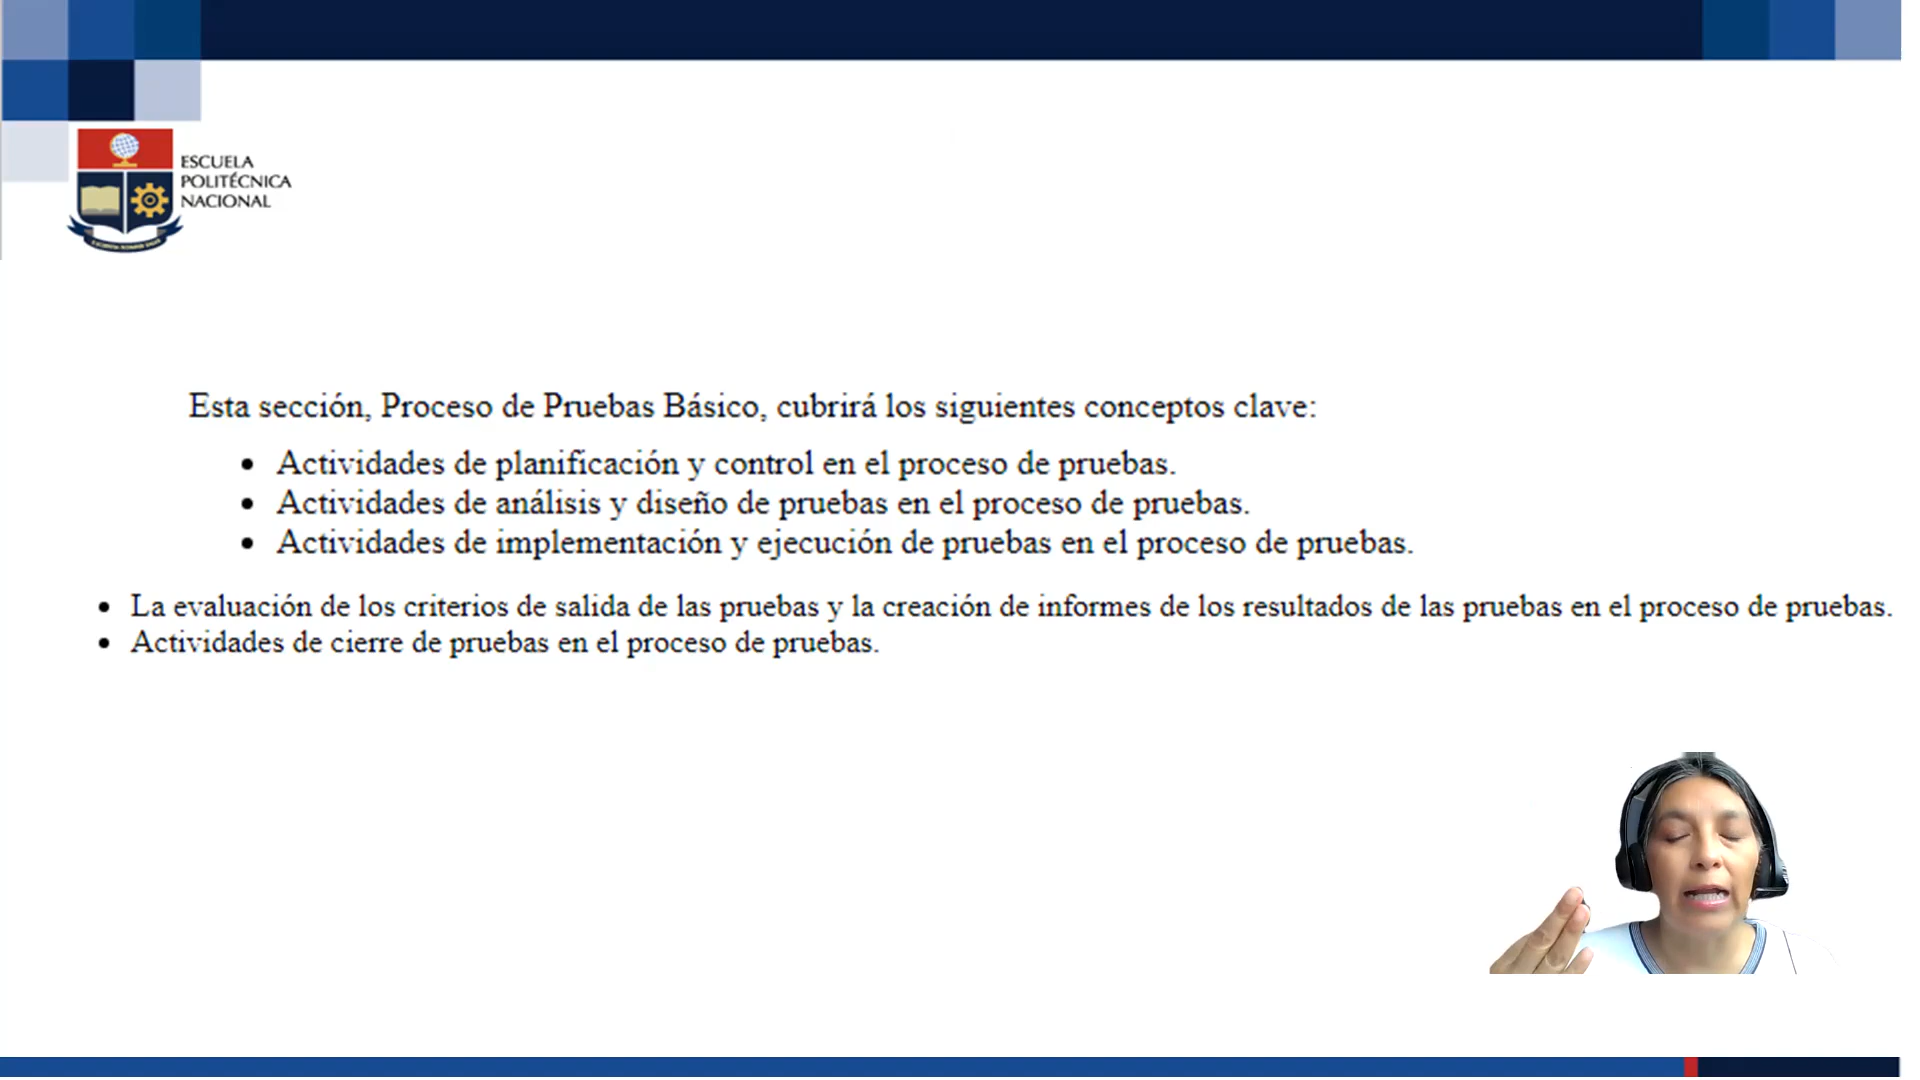 ESCUELA
POLITÉCNICA
NACIONAL
Esta sección, Proceso de Pruebas Básico, cubrirá los siguientes conceptos clave:
• Actividades de planificación y control en el proceso de pruebas.
• Actividades de análisis y diseño de pruebas en el proceso de pruebas.
• Actividades de implementación y ejecución de pruebas en el proceso de pruebas.
• La evaluación de los criterios de salida de las pruebas y la creación de informes de los resultados de las pruebas en el proceso de pruebas.
• Actividades de cierre de pruebas en el proceso de pruebas.